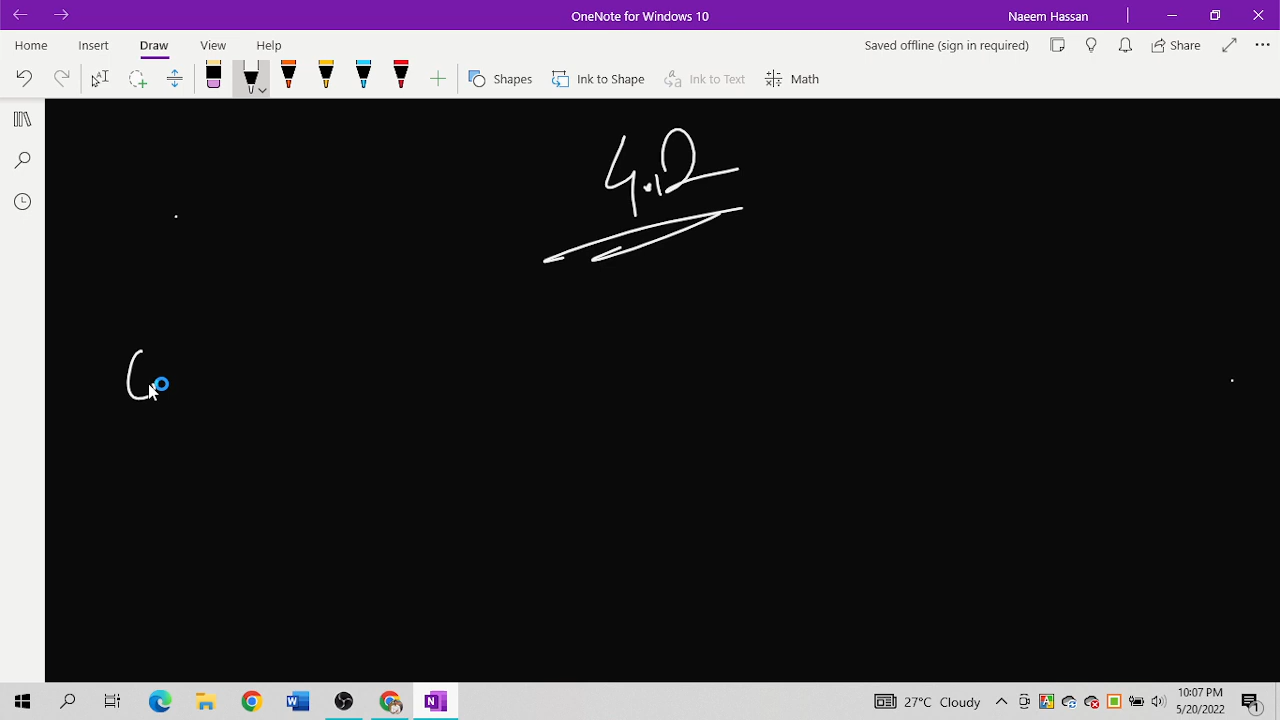 OneNote for Windows 10
Naeem Hassan
Home Insert Draw View Help
Saved offline (sign in required)
Share
Shapes
Ink to Shape
Ink to Text
Math
4.2
(
27°C Cloudy
10:07 PM
5/20/2022